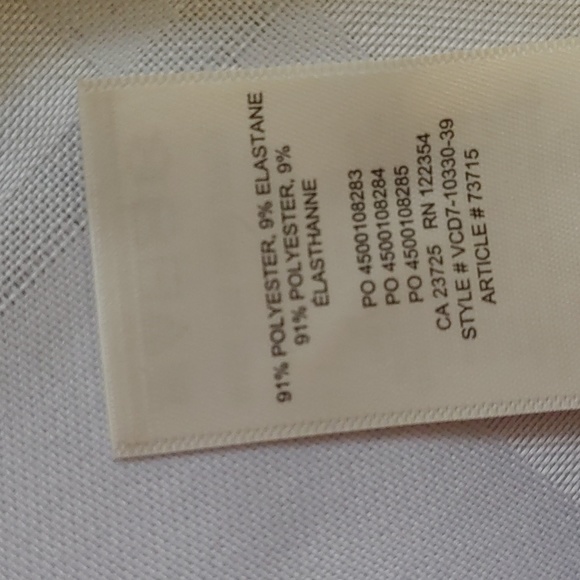 91% POLYESTER, 9% ELASTANE
91% POLYESTER, 9%
ÉLASTHANNE
PO 4500108283
PO 4500108284
PO 4500108285
CA 23725 RN 122354
STYLE # VCD7-10330-39
ARTICLE # 73715